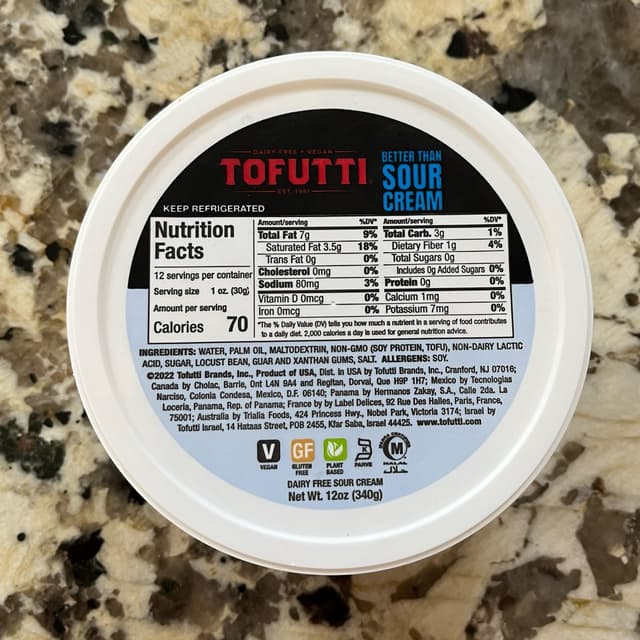 DAIRY-FREE • VEGAN
TOFUTTI
EST. 1981
BETTER THAN
SOUR
CREAM
KEEP REFRIGERATED
Nutrition
Facts
12 servings per container
Serving size 1 oz. (30g)
Amount per serving
Calories 70
Amount/serving %DV*
Total Fat 7g 9%
Saturated Fat 3.5g 18%
Trans Fat 0g
Cholesterol 0mg 0%
Sodium 80mg 3%
Vitamin D 0mcg 0%
Iron 0mcg 0%
Amount/serving %DV*
Total Carb. 3g 1%
Dietary Fiber 1g 4%
Total Sugars 0g
Includes 0g Added Sugars 0%
Protein 0g 0%
Calcium 1mg 0%
Potassium 7mg 0%
*The % Daily Value (DV) tells you how much a nutrient in a serving of food contributes
to a daily diet. 2,000 calories a day is used for general nutrition advice.
INGREDIENTS: WATER, PALM OIL, MALTODEXTRIN, NON-GMO (SOY PROTEIN, TOFU), NON-DAIRY LACTIC
ACID, SUGAR, LOCUST BEAN, GUAR AND XANTHAN GUMS, SALT. ALLERGENS: SOY.
©2022 Tofutti Brands, Inc., Product of USA, Dist. in USA by Tofutti Brands, Inc., Cranford, NJ 07016;
Canada by Cholac, Barrie, Ont L4N 9A4 and Regitan, Dorval, Que H9P 1H7; Mexico by Tecnologias
Narciso, Colonia Condesa, Mexico, D.F. 06140; Panama by Hermanos Zakay, S.A., Calle 2da. La
Loceria, Panama, Rep. of Panama; France by by Label Delices, 92 Rue Des Halles, Paris, France,
75001; Australia by Trialia Foods, 424 Princess Hwy., Nobel Park, Victoria 3174; Israel by
Tofutti Israel, 14 Hataas Street, POB 2455, Kfar Saba, Israel 44425. www.tofutti.com
V
VEGAN
GF
GLUTEN
FREE
PLANT
BASED
K
PARVE
M
HALAL
حلال
DAIRY FREE SOUR CREAM
Net Wt. 12oz (340g)